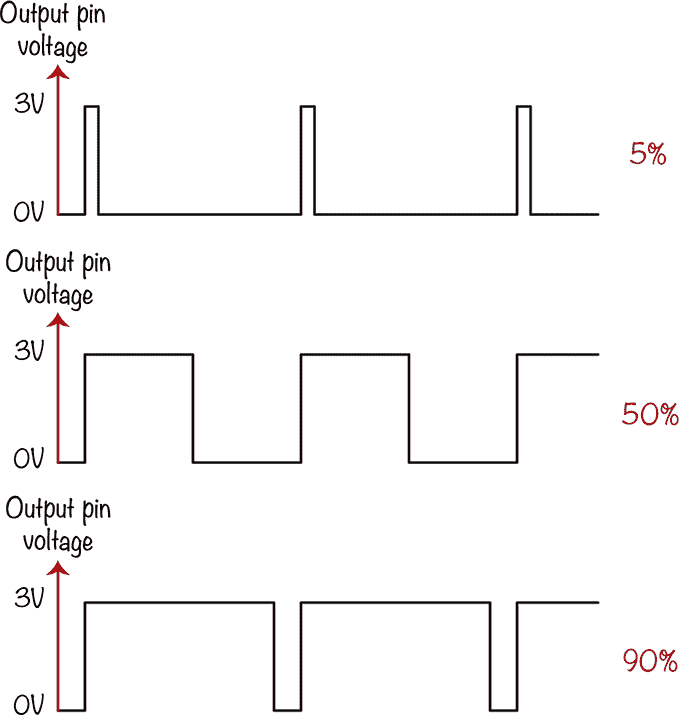 Output pin
voltage
3V
5%
0V
Output pin
voltage
3V
50%
0V
Output pin
voltage
3V
90%
0V